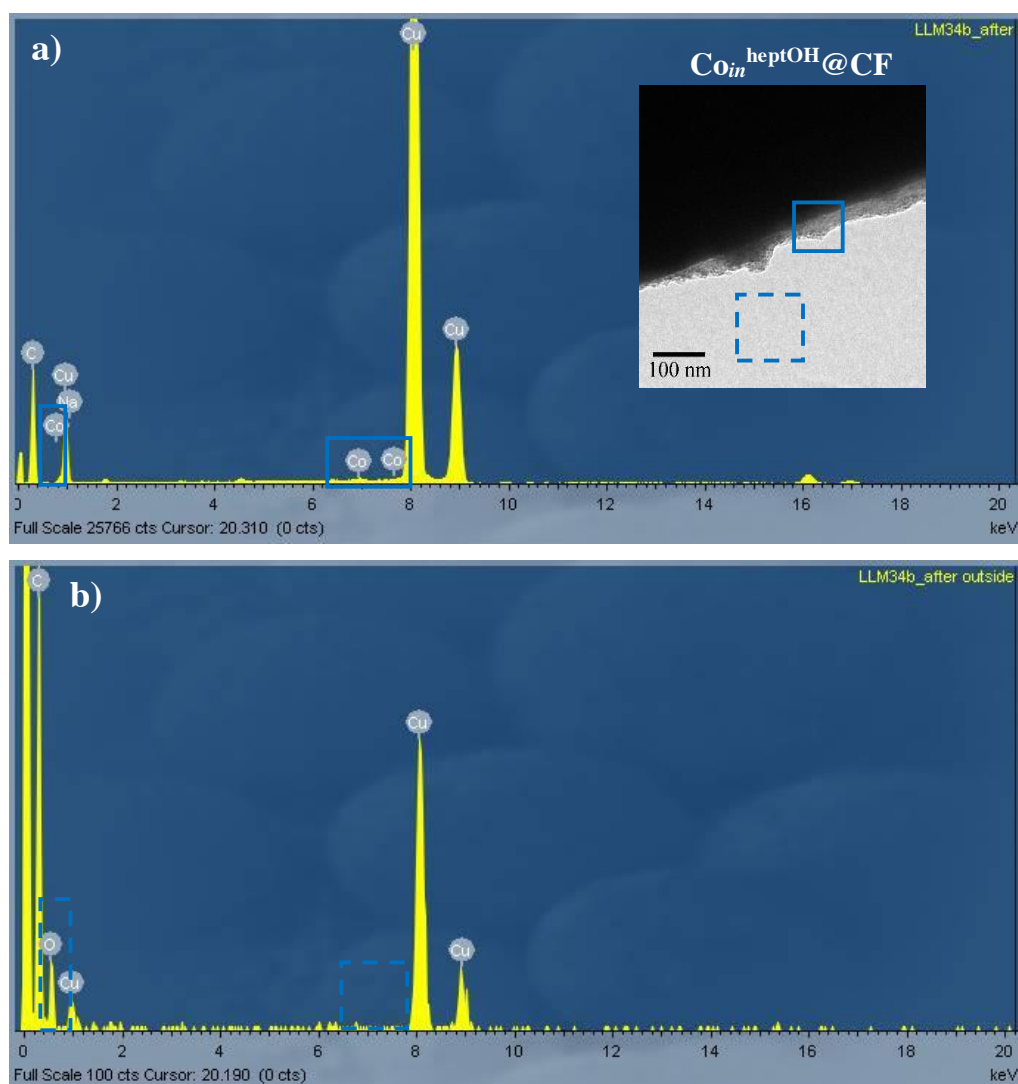 a)
LLM34b_after
Co_in^heptOH@CF
Cu
Cu
C
Cu
Na
Co
Co
Co
100 nm
0 2 4 6 8 10 12 14 16 18 20
Full Scale 25766 cts Cursor: 20.310 (0 cts)
keV
b)
LLM34b_after outside
C
Cu
O
Cu
Cu
0 2 4 6 8 10 12 14 16 18 20
Full Scale 100 cts Cursor: 20.190 (0 cts)
keV